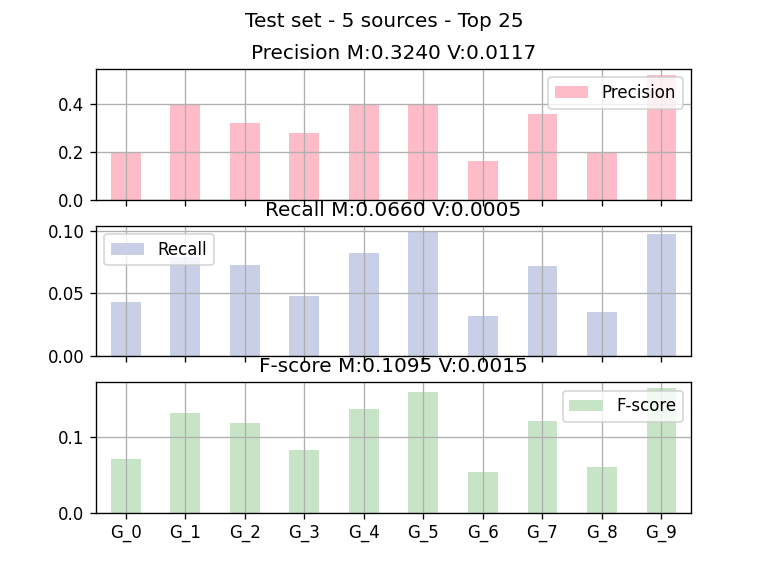 Test set - 5 sources - Top 25
Precision M:0.3240 V:0.0117
0.4
0.2
0.0
Precision
Recall M:0.0660 V:0.0005
0.10
0.05
0.00
Recall
F-score M:0.1095 V:0.0015
0.1
0.0
F-score
G_0 G_1 G_2 G_3 G_4 G_5 G_6 G_7 G_8 G_9